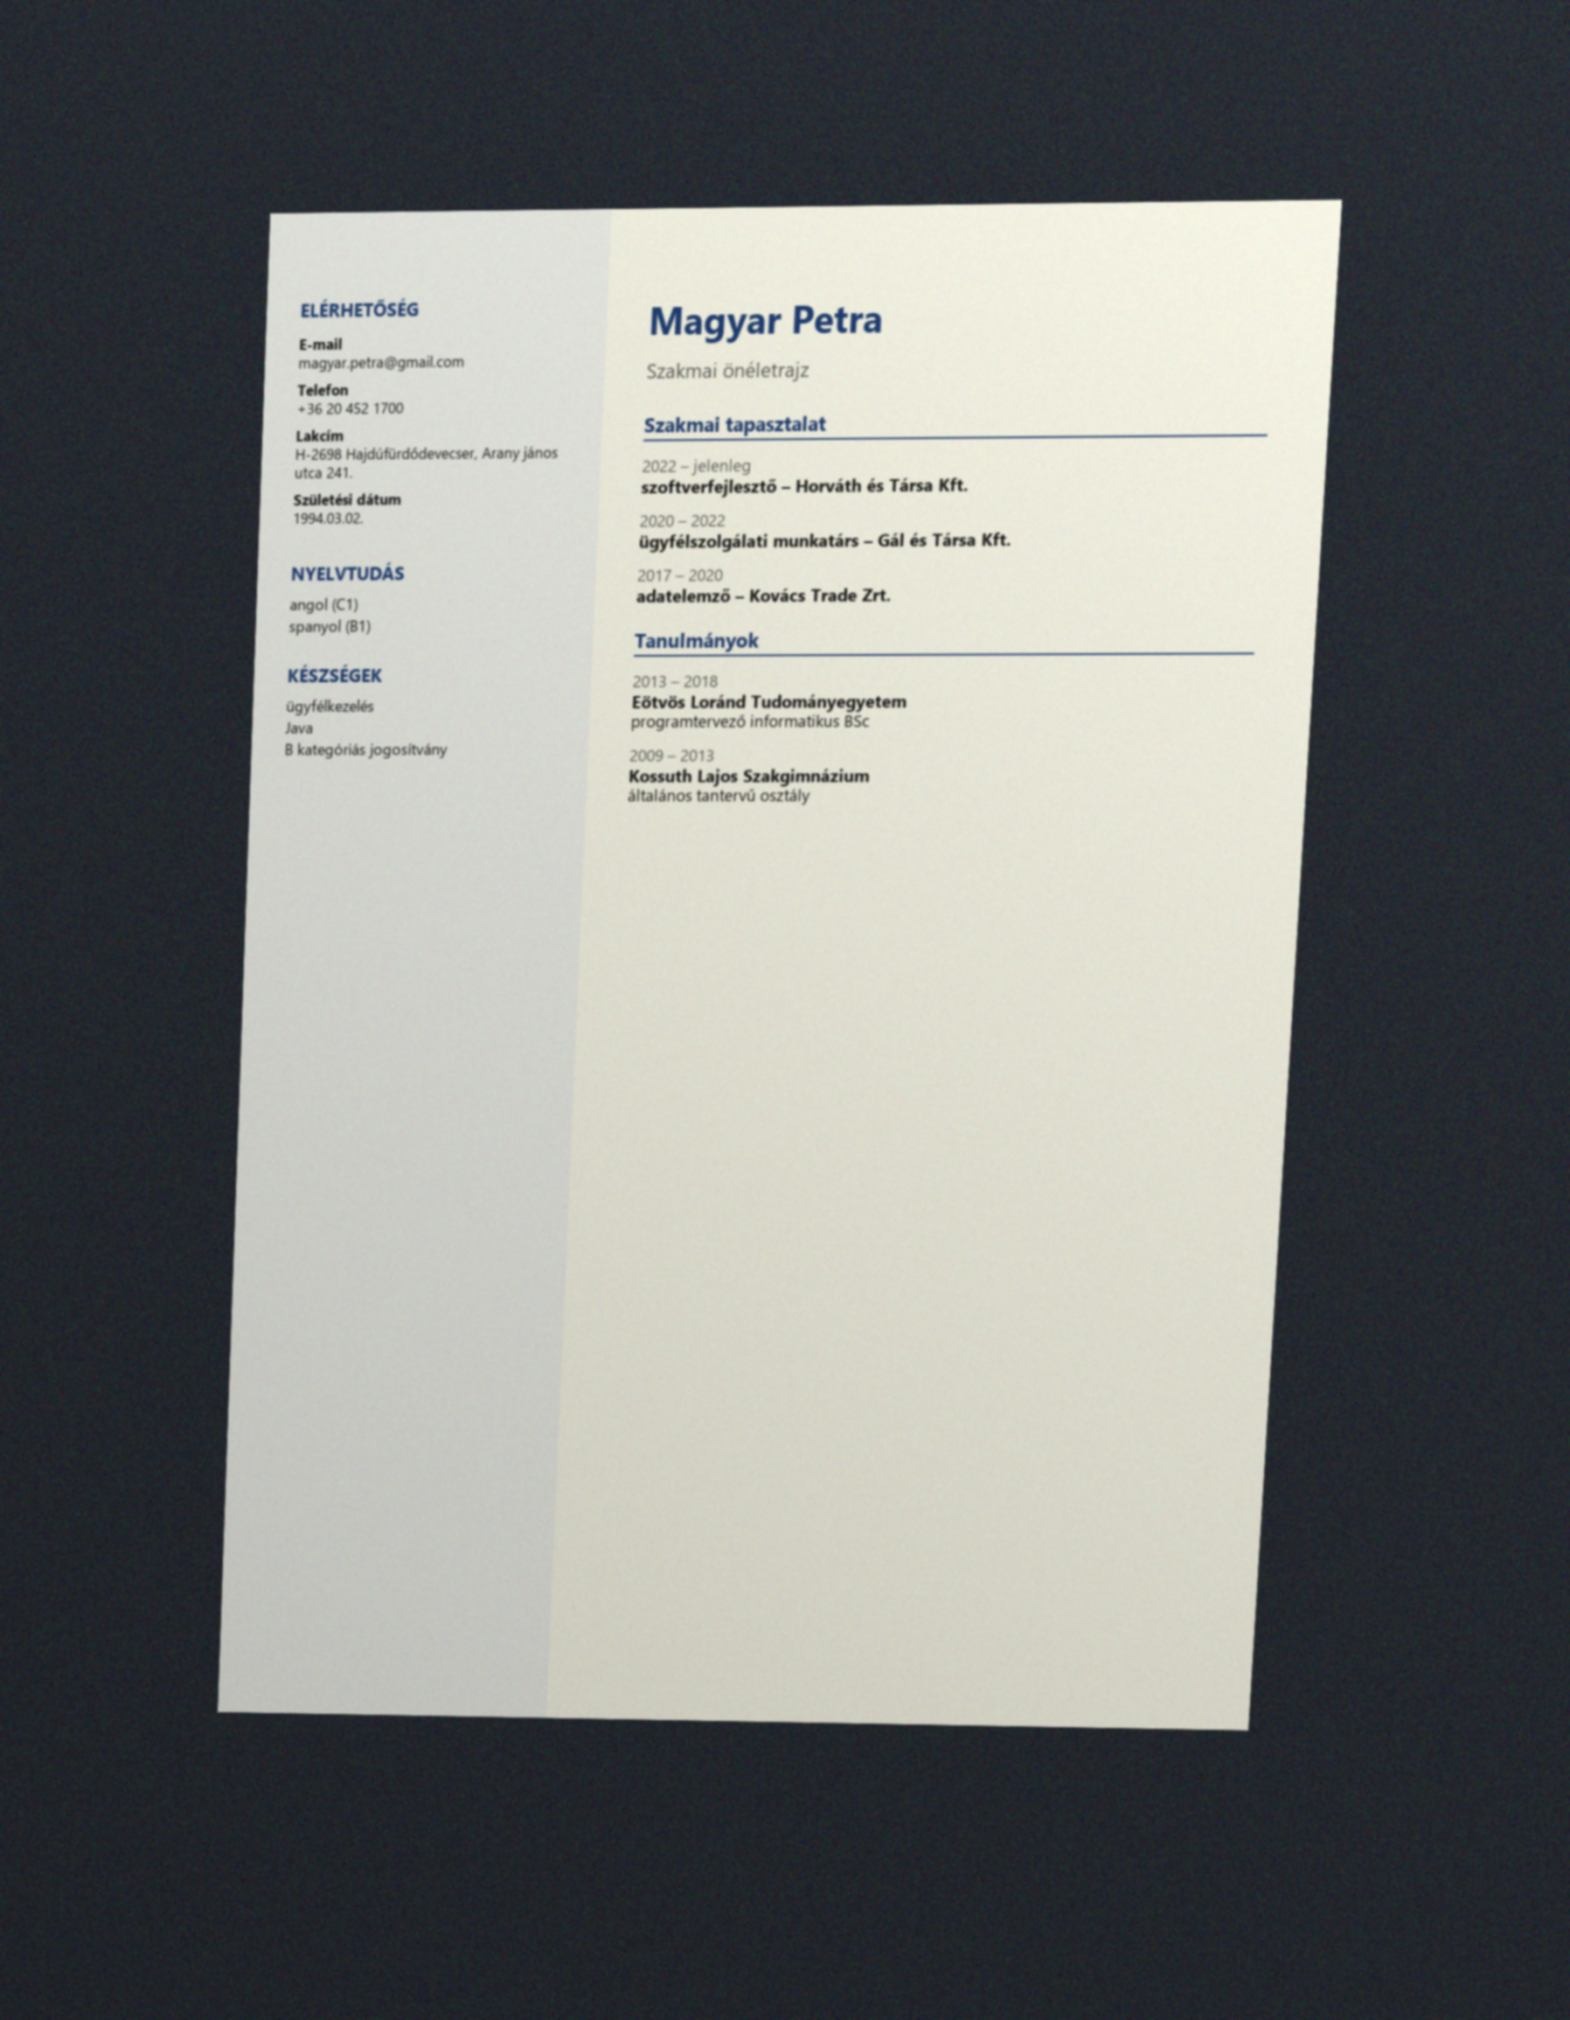 ELÉRHETŐSÉG
E-mail
magyar.petra@gmail.com
Telefon
+36 20 452 1700
Lakcím
H-2698 Hajdúfürdődevecser, Arany jános
utca 241.
Születési dátum
1994.03.02.
NYELVTUDÁS
angol (C1)
spanyol (B1)
KÉSZSÉGEK
ügyfélkezelés
Java
B kategóriás jogosítvány
Magyar Petra
Szakmai önéletrajz
Szakmai tapasztalat
2022 – jelenleg
szoftverfejlesztő – Horváth és Társa Kft.
2020 – 2022
ügyfélszolgálati munkatárs – Gál és Társa Kft.
2017 – 2020
adatelemző – Kovács Trade Zrt.
Tanulmányok
2013 – 2018
Eötvös Loránd Tudományegyetem
programtervező informatikus BSc
2009 – 2013
Kossuth Lajos Szakgimnázium
általános tantervű osztály